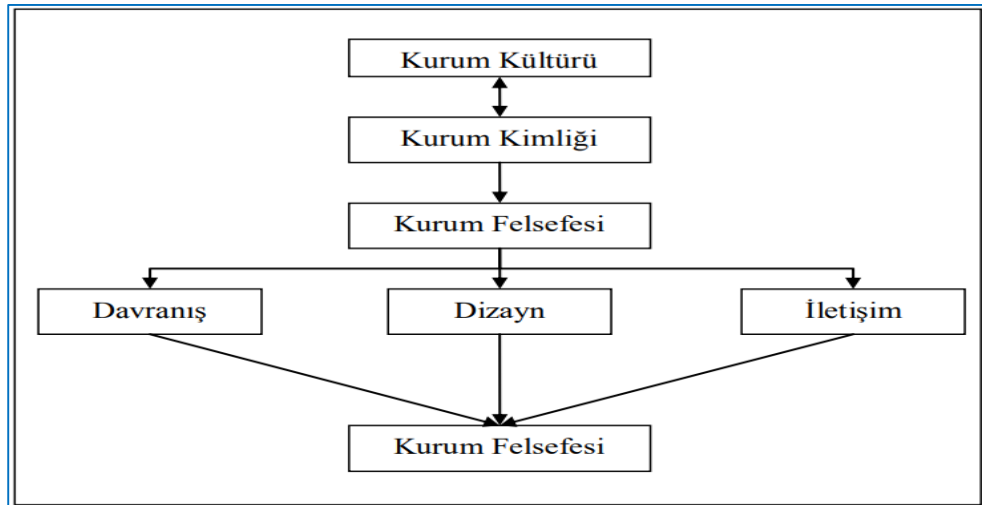 Kurum Kültürü
Kurum Kimliği
Kurum Felsefesi
Davranış
Dizayn
İletişim
Kurum Felsefesi